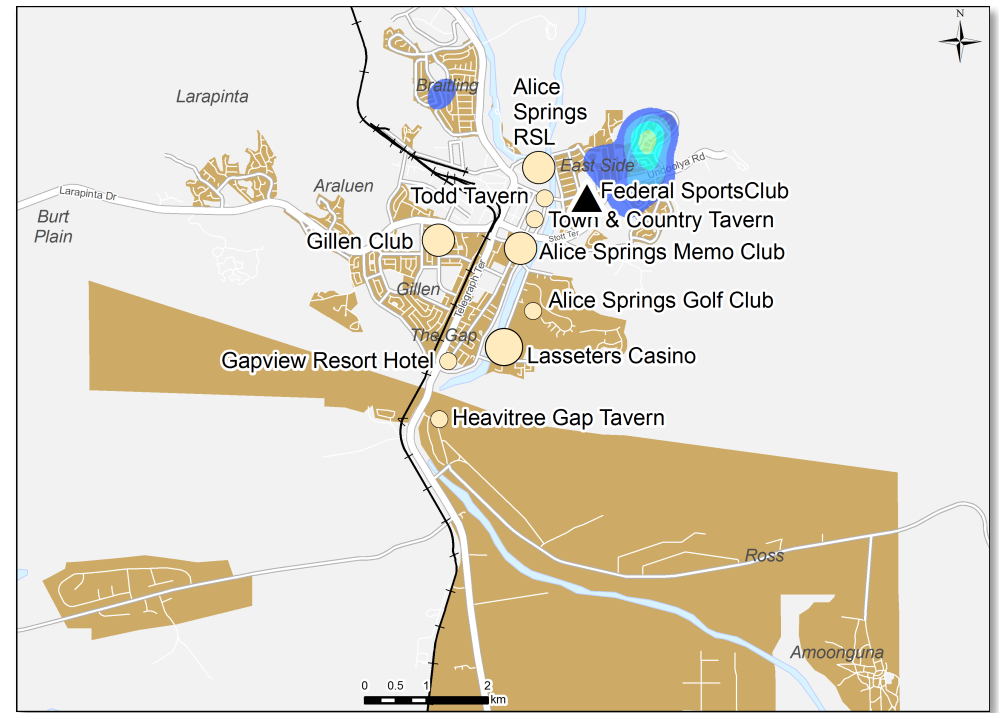 N
Braitling
Alice
Springs
RSL
Larapinta
East Side
Undoolya Rd
Araluen
Larapinta Dr
Todd Tavern
Federal SportsClub
Burt
Plain
Town & Country Tavern
Stott Ter
Gillen Club
Alice Springs Memo Club
Telegraph Ter
Gillen
Alice Springs Golf Club
The Gap
Gapview Resort Hotel
Lasseters Casino
Heavitree Gap Tavern
Ross
Amoonguna
0 0.5 1 2
km